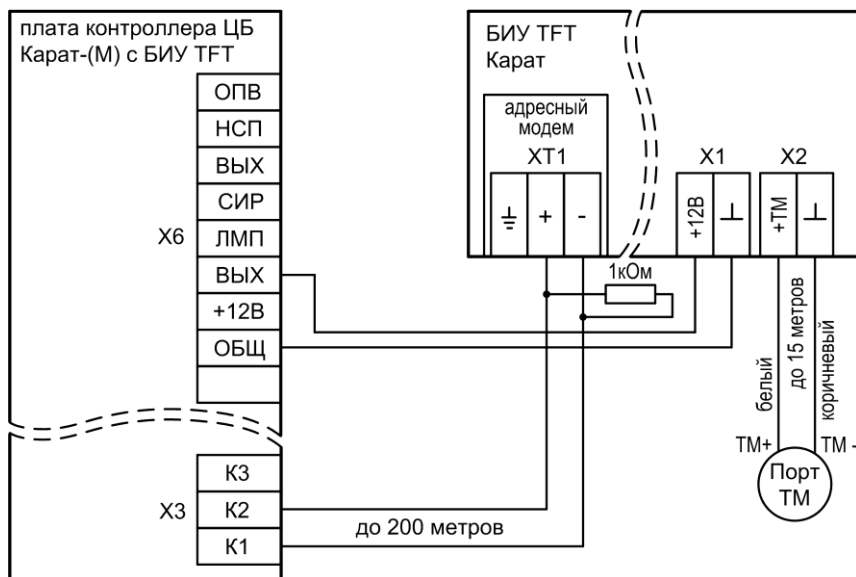 плата контроллера ЦБ
Карат-(М) с БИУ TFT
X6
ОПВ
НСП
ВЫХ
СИР
ЛМП
ВЫХ
+12В
ОБЩ
X3
К3
К2
К1
до 200 метров
БИУ TFT
Карат
адресный
модем
XT1
+
-
X1
+12В
X2
+ТМ
1кОм
белый
до 15 метров
коричневый
ТМ+
ТМ -
Порт
ТМ